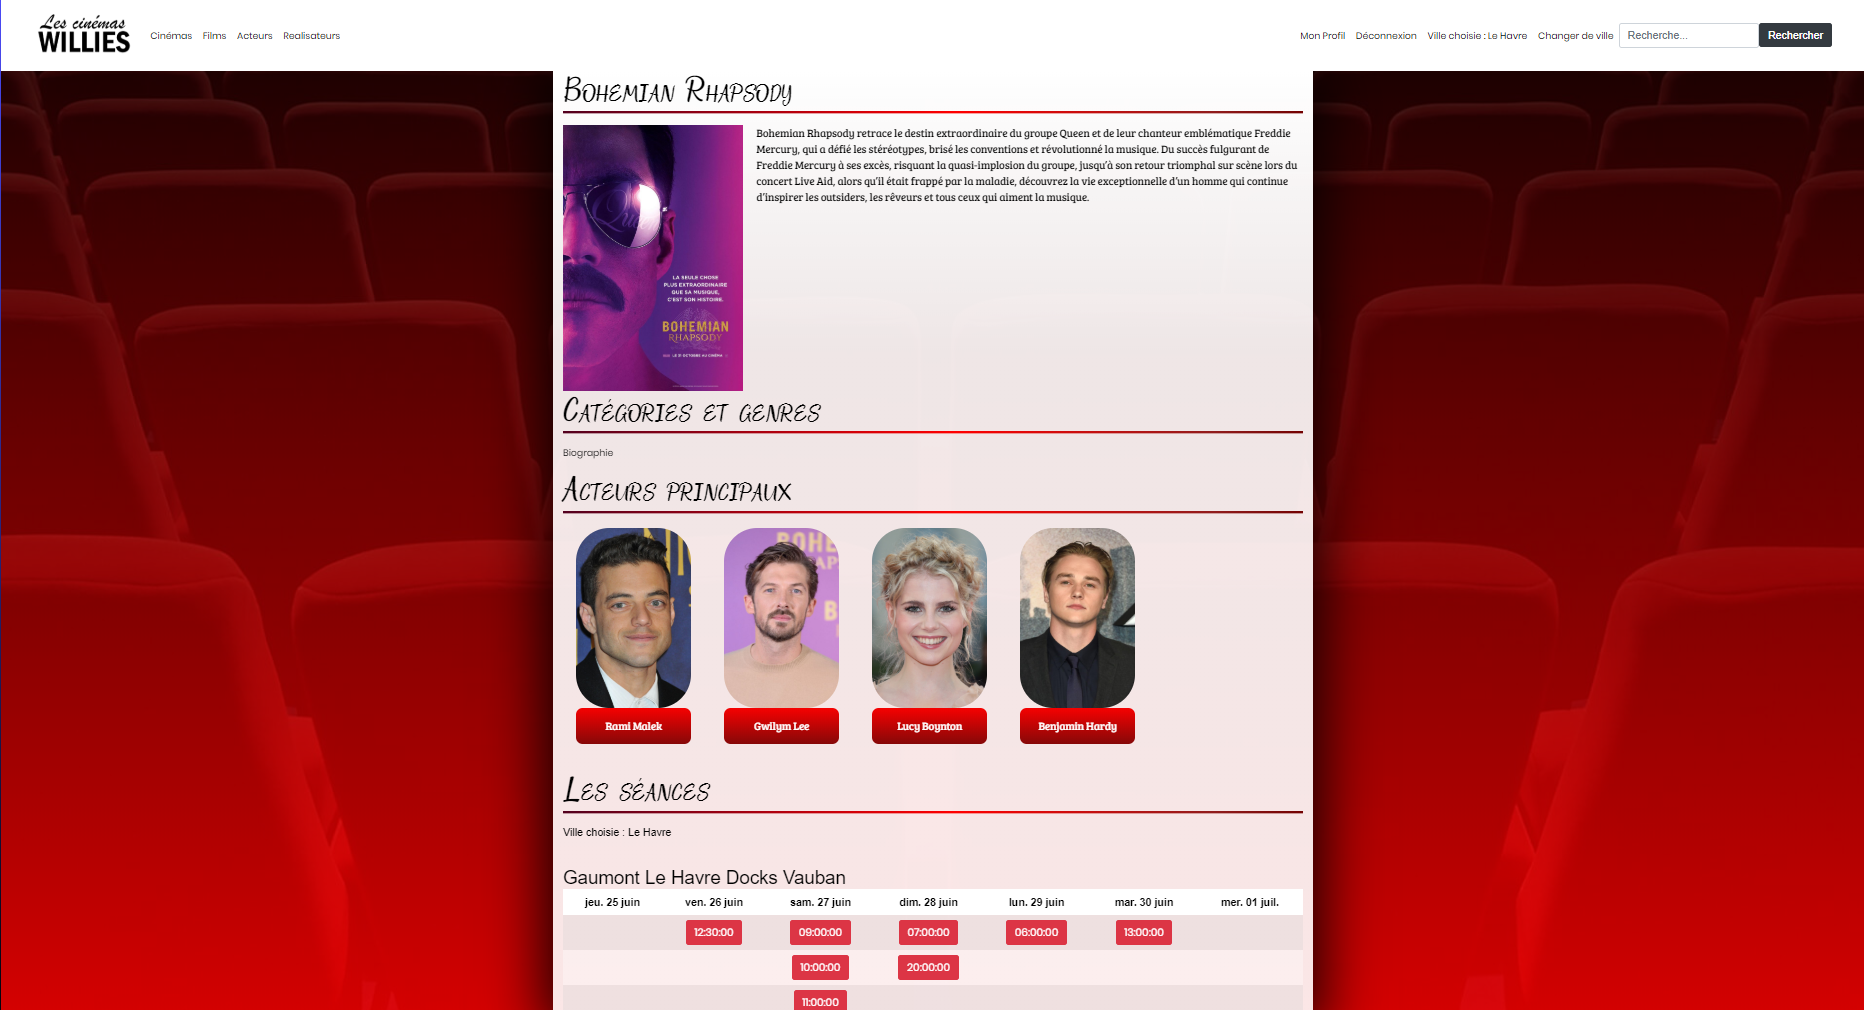 Les cinémas
WILLIES
Cinémas Films Acteurs Realisateurs
Mon Profil Déconnexion Ville choisie : Le Havre Changer de ville Recherche... Rechercher
Bohemian Rhapsody
Bohemian Rhapsody retrace le destin extraordinaire du groupe Queen et de leur chanteur emblématique Freddie
Mercury, qui a défié les stéréotypes, brisé les conventions et révolutionné la musique. Du succès fulgurant de
Freddie Mercury à ses excès, risquant la quasi-implosion du groupe, jusqu'à son retour triomphal sur scène lors du
concert Live Aid, alors qu'il était frappé par la maladie, découvrez la vie exceptionnelle d'un homme qui continue
d'inspirer les outsiders, les rêveurs et tous ceux qui aiment la musique.
LA SEULE CHOSE
PLUS EXTRAORDINAIRE
QUE SA MUSIQUE,
C'EST SON HISTOIRE.
BOHEMIAN
RHAPSODY
LE 31 OCTOBRE AU CINÉMA
Catégories et genres
Biographie
Acteurs principaux
Rami Malek Gwilym Lee Lucy Boynton Benjamin Hardy
Les séances
Ville choisie : Le Havre
Gaumont Le Havre Docks Vauban
jeu. 25 juin ven. 26 juin sam. 27 juin dim. 28 juin lun. 29 juin mar. 30 juin mer. 01 juil.
12:30:00 09:00:00 07:00:00 06:00:00 13:00:00
10:00:00 20:00:00
11:00:00